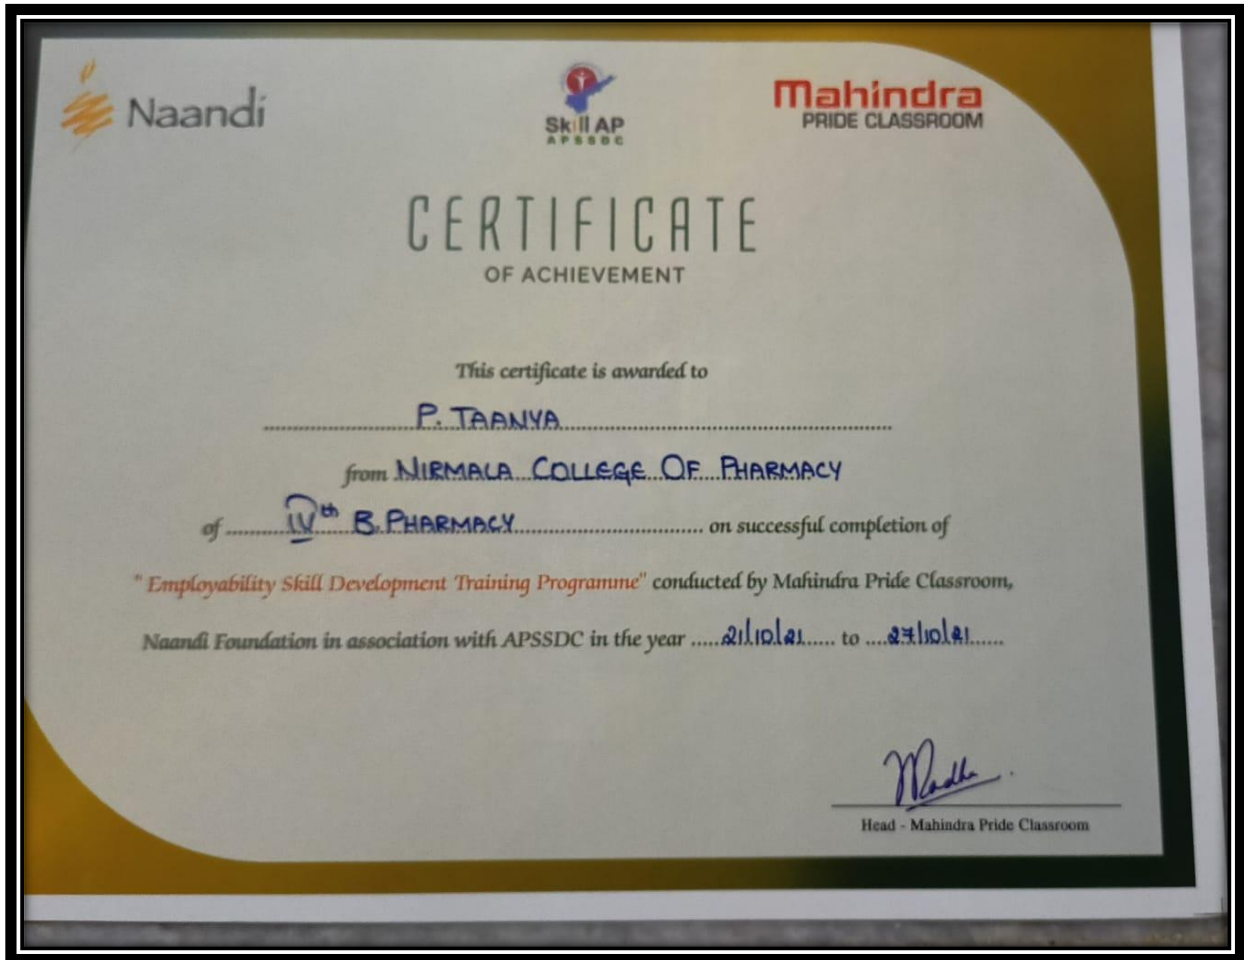 Naandi
Skill AP
APSSDC
Mahindra
PRIDE CLASSROOM
CERTIFICATE
OF ACHIEVEMENT
This certificate is awarded to
P. TAANYA
from NIRMALA COLLEGE OF PHARMACY
of IVth B. PHARMACY on successful completion of
"Employability Skill Development Training Programme" conducted by Mahindra Pride Classroom,
Naandi Foundation in association with APSSDC in the year 21/10/21 to 27/10/21
Head - Mahindra Pride Classroom